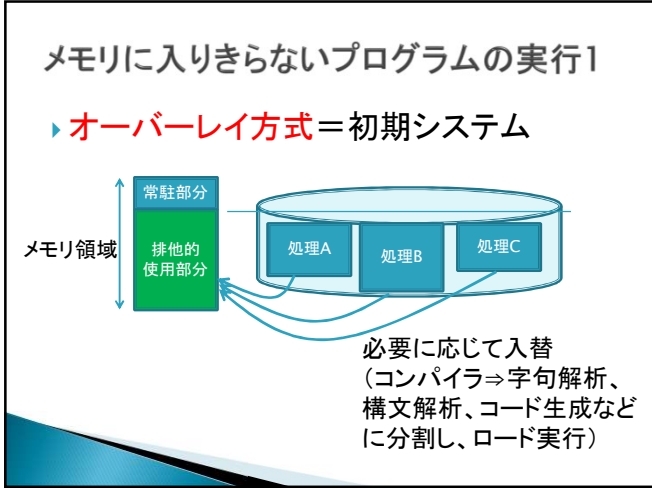 メモリに入りきらないプログラムの実行1
オーバーレイ方式＝初期システム
常駐部分
メモリ領域
排他的
使用部分
処理A
処理B
処理C
必要に応じて入替
（コンパイラ⇒字句解析、
構文解析、コード生成など
に分割し、ロード実行）